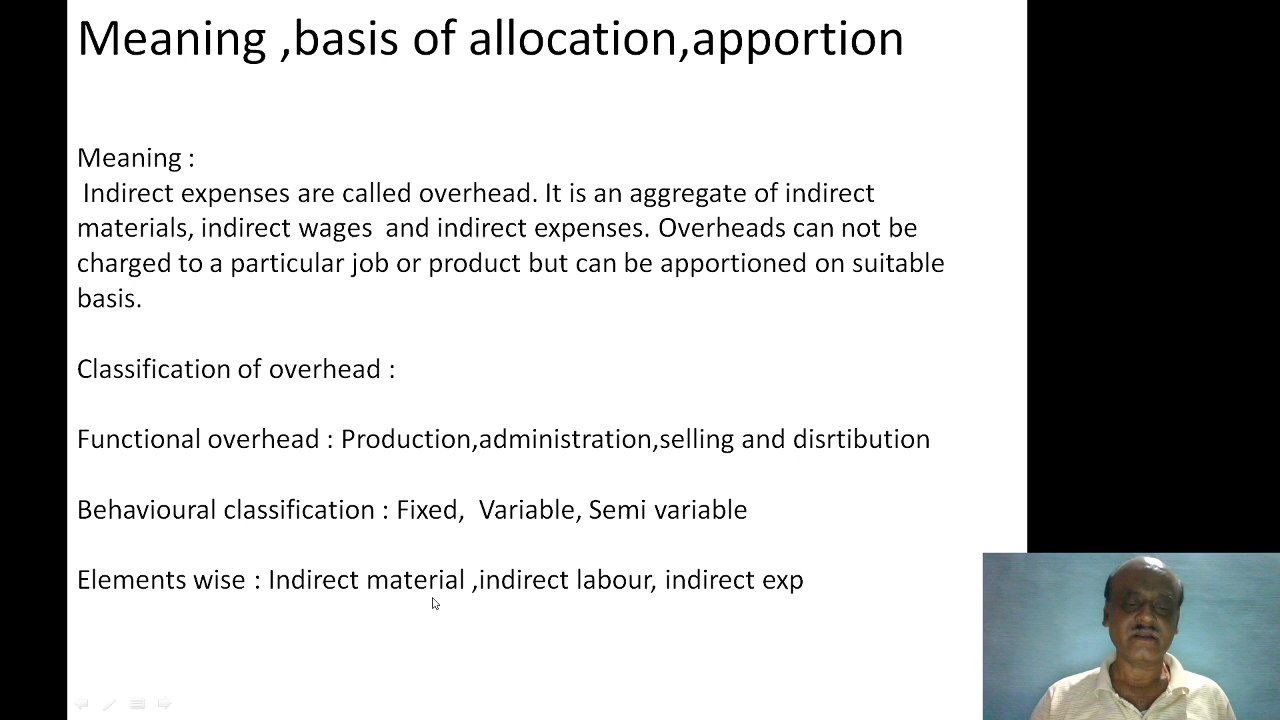 Meaning ,basis of allocation,apportion
Meaning :
Indirect expenses are called overhead. It is an aggregate of indirect
materials, indirect wages  and indirect expenses. Overheads can not be
charged to a particular job or product but can be apportioned on suitable
basis.
Classification of overhead :
Functional overhead : Production,administration,selling and disrtibution
Behavioural classification : Fixed,  Variable, Semi variable
Elements wise : Indirect material ,indirect labour, indirect exp